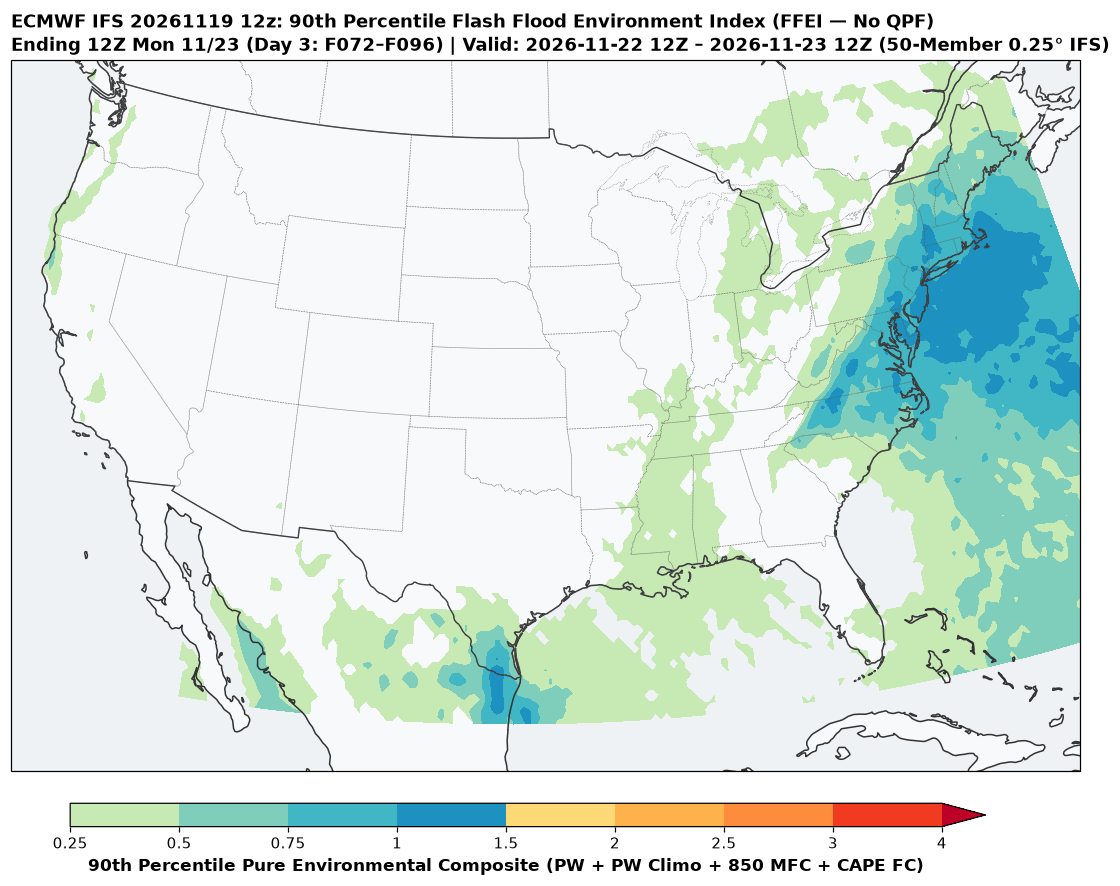 ECMWF IFS 20261119 12z: 90th Percentile Flash Flood Environment Index (FFEI — No QPF)
Ending 12Z Mon 11/23 (Day 3: F072–F096) | Valid: 2026-11-22 12Z – 2026-11-23 12Z (50-Member 0.25° IFS)
0.25 0.5 0.75 1 1.5 2 2.5 3 4
90th Percentile Pure Environmental Composite (PW + PW Climo + 850 MFC + CAPE FC)